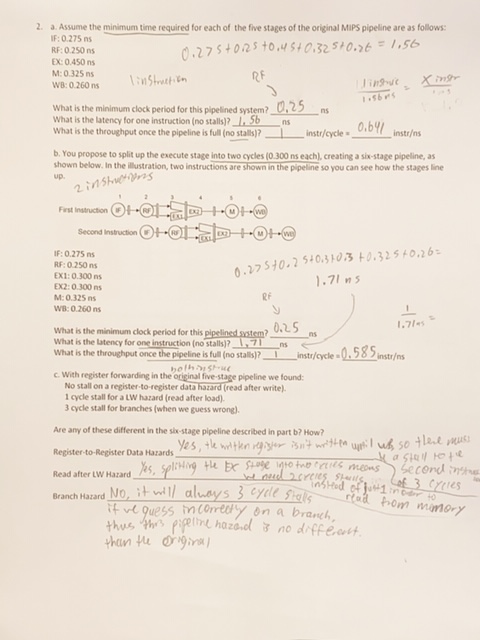 2. a. Assume the minimum time required for each of the five stages of the original MIPS pipeline are as follows:
IF: 0.275 ns
RF: 0.250 ns
EX: 0.450 ns
M: 0.325 ns
WB: 0.260 ns
0.275+0.25+0.45+0.325+0.26 = 1.56
1 instruction
RF
1.56ns
What is the minimum clock period for this pipelined system? 0.25 ns
What is the latency for one instruction (no stalls)? 1.56 ns
What is the throughput once the pipeline is full (no stalls)? 1 instr/cycle = 0.641 instr/ns
b. You propose to split up the execute stage into two cycles (0.300 ns each), creating a six-stage pipeline, as
shown below. In the illustration, two instructions are shown in the pipeline so you can see how the stages line
up.
2 instructions
1 2 3 4 5 6
First Instruction IF RF EX1 EX2 M WB
Second Instruction IF RF EX1 EX2 M WB
IF: 0.275 ns
RF: 0.250 ns
EX1: 0.300 ns
EX2: 0.300 ns
M: 0.325 ns
WB: 0.260 ns
0.275+0.25+0.3+0.3+0.325+0.26=
1.71 ns
RF
1
1.71ns =
What is the minimum clock period for this pipelined system? 0.25 ns
What is the latency for one instruction (no stalls)? 1.71 ns
What is the throughput once the pipeline is full (no stalls)? 1 instr/cycle = 0.585 instr/ns
c. With register forwarding in the original five-stage pipeline we found:
No stall on a register-to-register data hazard (read after write).
1 cycle stall for a LW hazard (read after load).
3 cycle stall for branches (when we guess wrong).
Are any of these different in the six-stage pipeline described in part b? How?
Register-to-Register Data Hazards Yes, the written register isn't written until wb so there must
be a stall to the
second instruct
of 3 cycles
Read after LW Hazard Yes, splitting the EX stage into two cycles means
we need 2 cycles stalls
instead of just 1 in order to
read from memory
Branch Hazard No, it will always 3 cycle stalls
if we guess incorrectly on a branch,
thus this pipeline hazard is no different
than the original